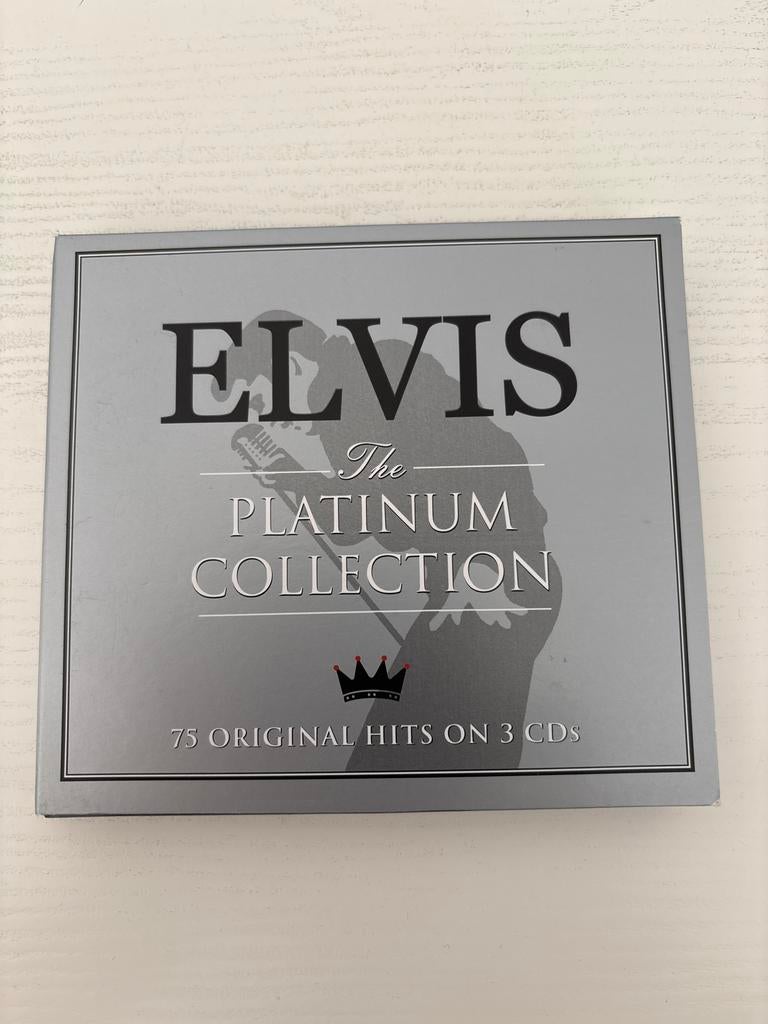 ELVIS
The
PLATINUM
COLLECTION
75 ORIGINAL HITS ON 3 CDs